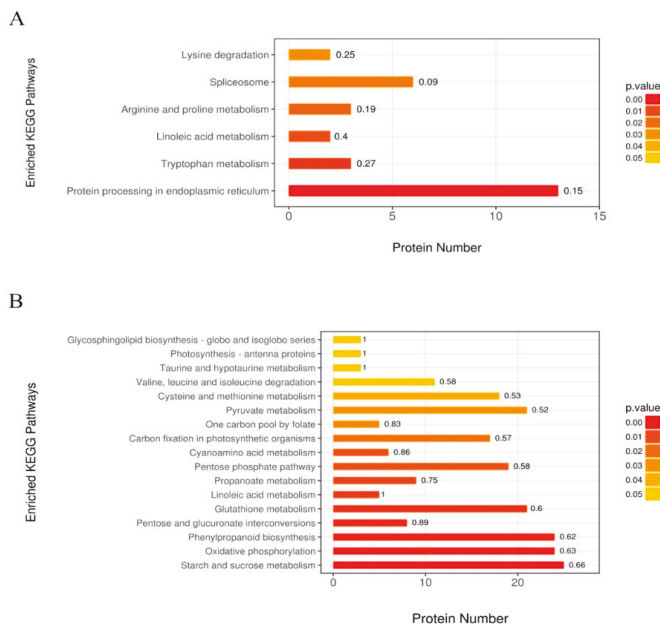 A
Enriched KEGG Pathways
Lysine degradation 0.25
Spliceosome 0.09
Arginine and proline metabolism 0.19
Linoleic acid metabolism 0.4
Tryptophan metabolism 0.27
Protein processing in endoplasmic reticulum 0.15
0 5 10 15
Protein Number
p.value
0.00
0.01
0.02
0.03
0.04
0.05
B
Enriched KEGG Pathways
Glycosphingolipid biosynthesis - globo and isoglobo series 1
Photosynthesis - antenna proteins 1
Taurine and hypotaurine metabolism 1
Valine, leucine and isoleucine degradation 0.58
Cysteine and methionine metabolism 0.53
Pyruvate metabolism 0.52
One carbon pool by folate 0.83
Carbon fixation in photosynthetic organisms 0.57
Cyanoamino acid metabolism 0.86
Pentose phosphate pathway 0.58
Propanoate metabolism 0.75
Linoleic acid metabolism 1
Glutathione metabolism 0.6
Pentose and glucuronate interconversions 0.89
Phenylpropanoid biosynthesis 0.62
Oxidative phosphorylation 0.63
Starch and sucrose metabolism 0.66
0 10 20
Protein Number
p.value
0.00
0.01
0.02
0.03
0.04
0.05